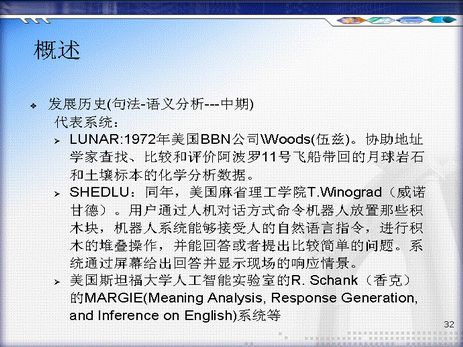 概述
发展历史(句法-语义分析---中期)
代表系统：
LUNAR:1972年美国BBN公司\Woods(伍兹)。协助地址
学家查找、比较和评价阿波罗11号飞船带回的月球岩石
和土壤标本的化学分析数据。
SHEDLU：同年，美国麻省理工学院T.Winograd（威诺
甘德）。用户通过人机对话方式命令机器人放置那些积
木块，机器人系统能够接受人的自然语言指令，进行积
木的堆叠操作，并能回答或者提出比较简单的问题。系
统通过屏幕给出回答并显示现场的响应情景。
美国斯坦福大学人工智能实验室的R. Schank（香克）
的MARGIE(Meaning Analysis, Response Generation,
and Inference on English)系统等
32